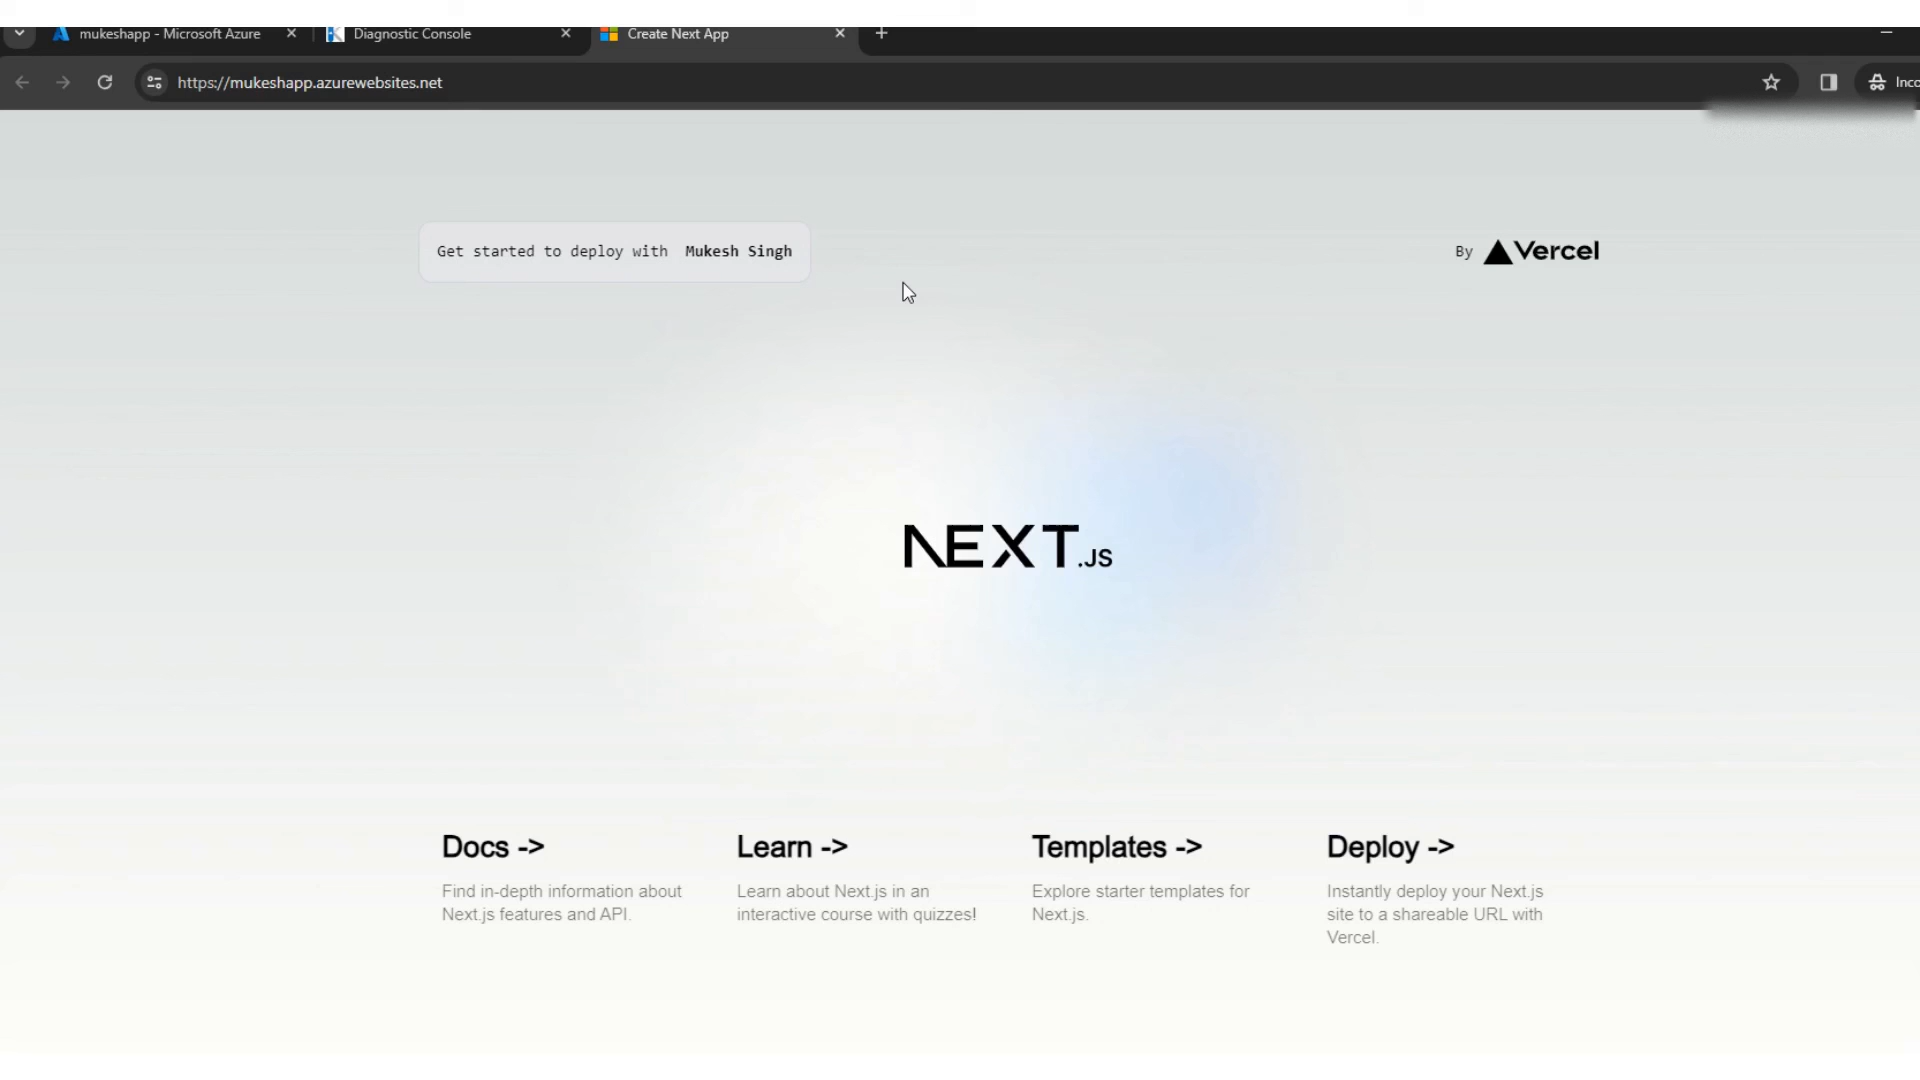 mukeshapp - Microsoft Azure
Diagnostic Console
Create Next App
https://mukeshapp.azurewebsites.net
Get started to deploy with Mukesh Singh
By Vercel
NEXT.JS
Docs ->
Find in-depth information about
Next.js features and API.
Learn ->
Learn about Next.js in an
interactive course with quizzes!
Templates ->
Explore starter templates for
Next.js.
Deploy ->
Instantly deploy your Next.js
site to a shareable URL with
Vercel.